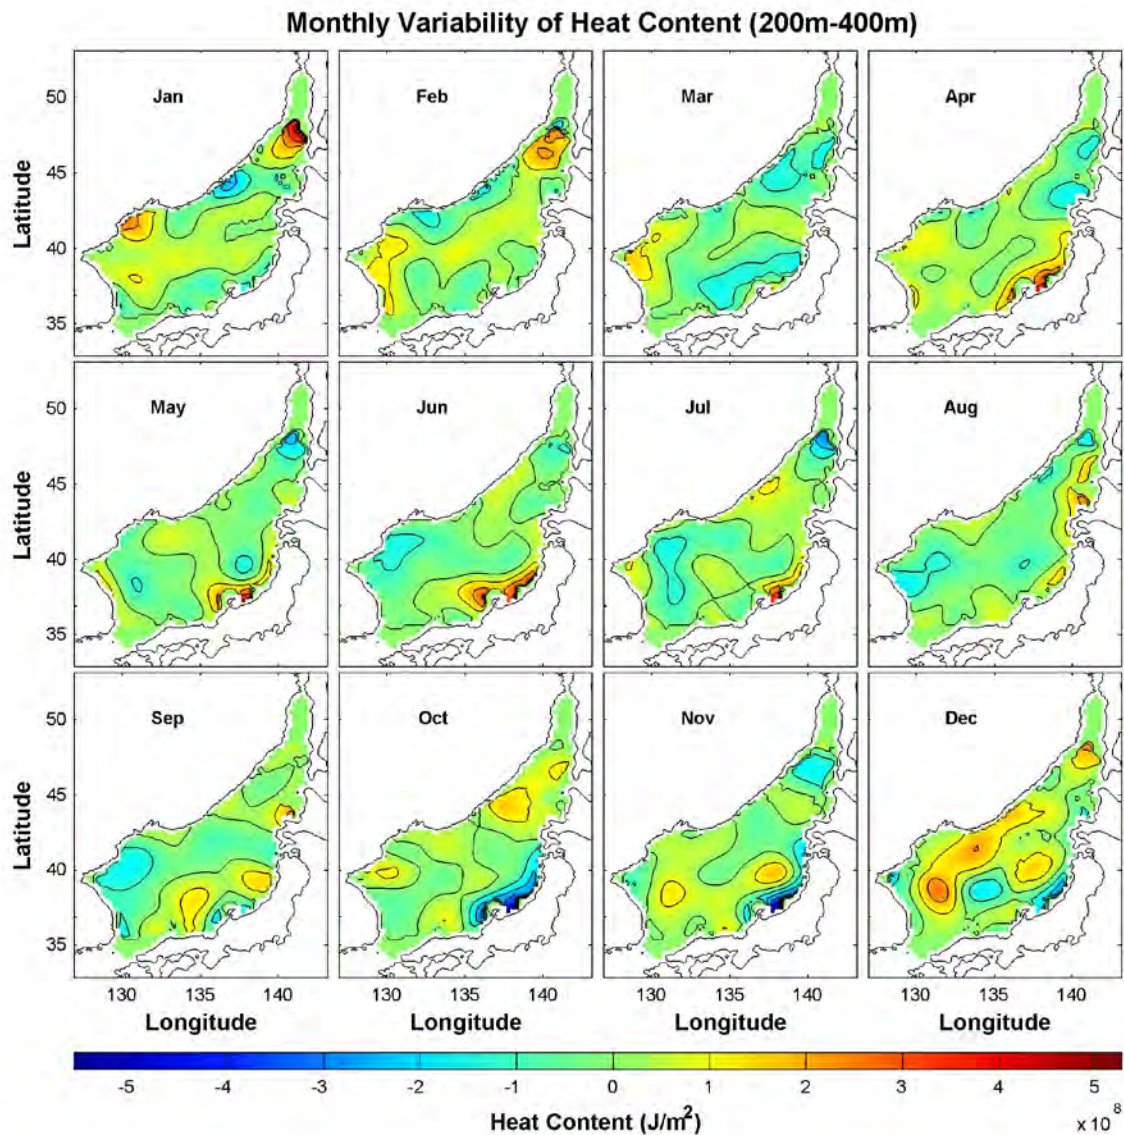 Monthly Variability of Heat Content (200m-400m)
Jan Feb Mar Apr
50
45
40
35
Latitude
May Jun Jul Aug
50
45
40
35
Latitude
Sep Oct Nov Dec
50
45
40
35
Latitude
130 135 140 130 135 140 130 135 140 130 135 140
Longitude Longitude Longitude Longitude
-5 -4 -3 -2 -1 0 1 2 3 4 5
Heat Content (J/m²) x 10⁸